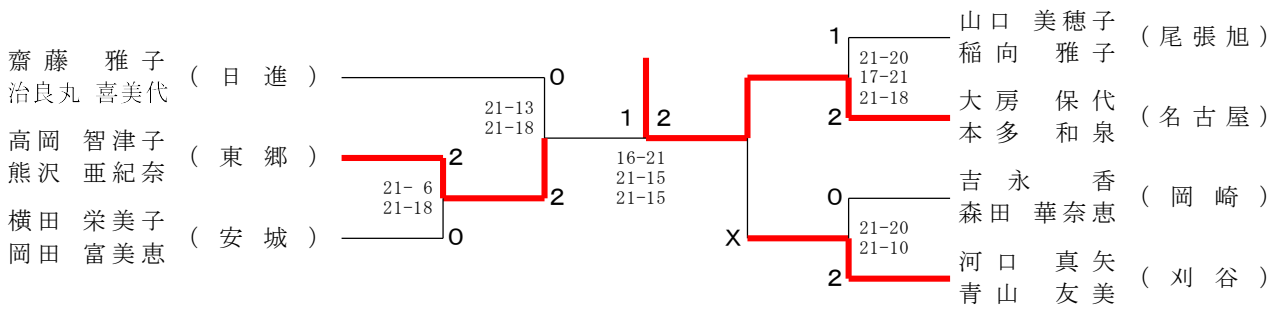 齋藤 雅子
治良丸 喜美代
( 日進 )
0
高岡 智津子
熊沢 亜紀奈
( 東郷 )
2
横田 栄美子
岡田 富美恵
( 安城 )
0
21- 6
21-18
21-13
21-18
2
1
2
16-21
21-15
21-15
山口 美穂子
稲向 雅子
( 尾張旭 )
1
21-20
17-21
21-18
大房 保代
本多 和泉
( 名古屋 )
2
吉永 香
森田 華奈恵
( 岡崎 )
0
21-20
21-10
X
河口 真矢
青山 友美
( 刈谷 )
2